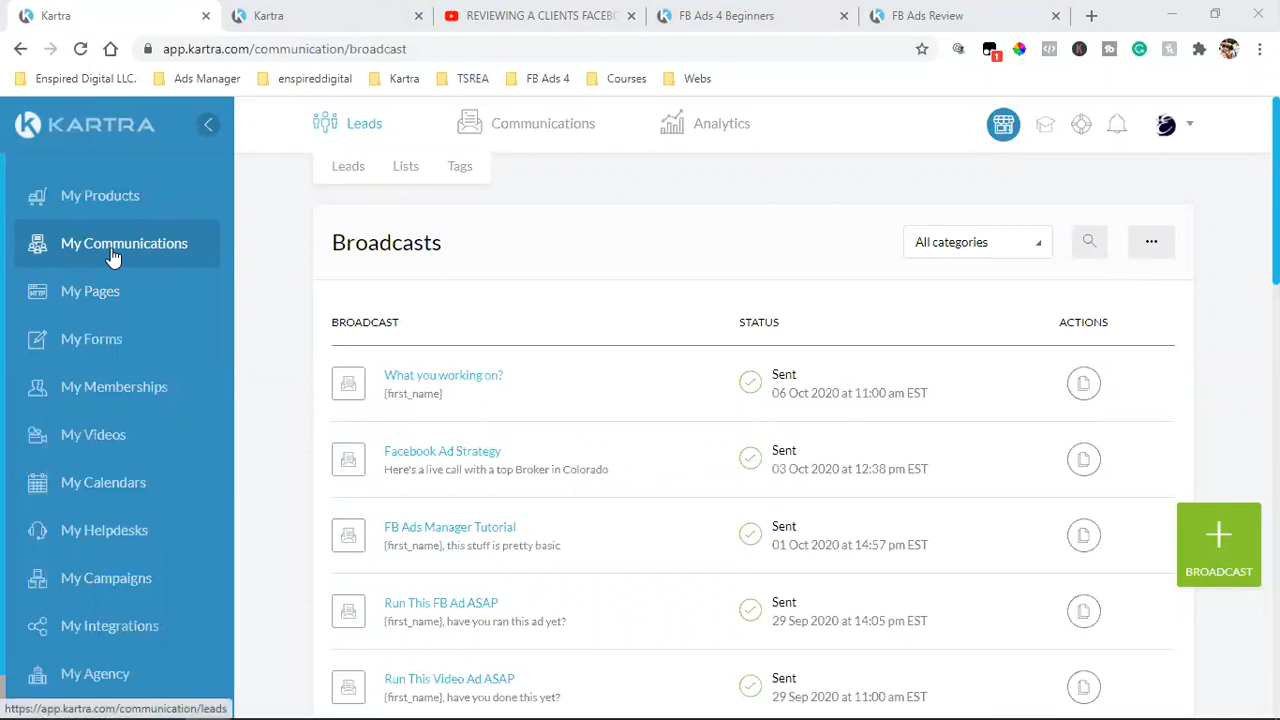 Kartra
Kartra
REVIEWING A CLIENTS FACEB
FB Ads 4 Beginners
FB Ads Review
app.kartra.com/communication/broadcast
1
Enspired Digital LLC.
Ads Manager
enspireddigital
Kartra
TSREA
FB Ads 4
Courses
Webs
KARTRA
Leads
Communications
Analytics
Leads
Lists
Tags
My Products
My Communications
My Pages
My Forms
My Memberships
My Videos
My Calendars
My Helpdesks
My Campaigns
My Integrations
My Agency
Broadcasts
All categories
BROADCAST
STATUS
ACTIONS
What you working on?
{first_name}
Sent
06 Oct 2020 at 11:00 am EST
Facebook Ad Strategy
Here's a live call with a top Broker in Colorado
Sent
03 Oct 2020 at 12:38 pm EST
FB Ads Manager Tutorial
{first_name}, this stuff is pretty basic
Sent
01 Oct 2020 at 14:57 pm EST
Run This FB Ad ASAP
{first_name}, have you ran this ad yet?
Sent
29 Sep 2020 at 14:05 pm EST
Run This Video Ad ASAP
{first_name}, have you done this yet?
Sent
29 Sep 2020 at 11:00 am EST
BROADCAST
https://app.kartra.com/communication/leads